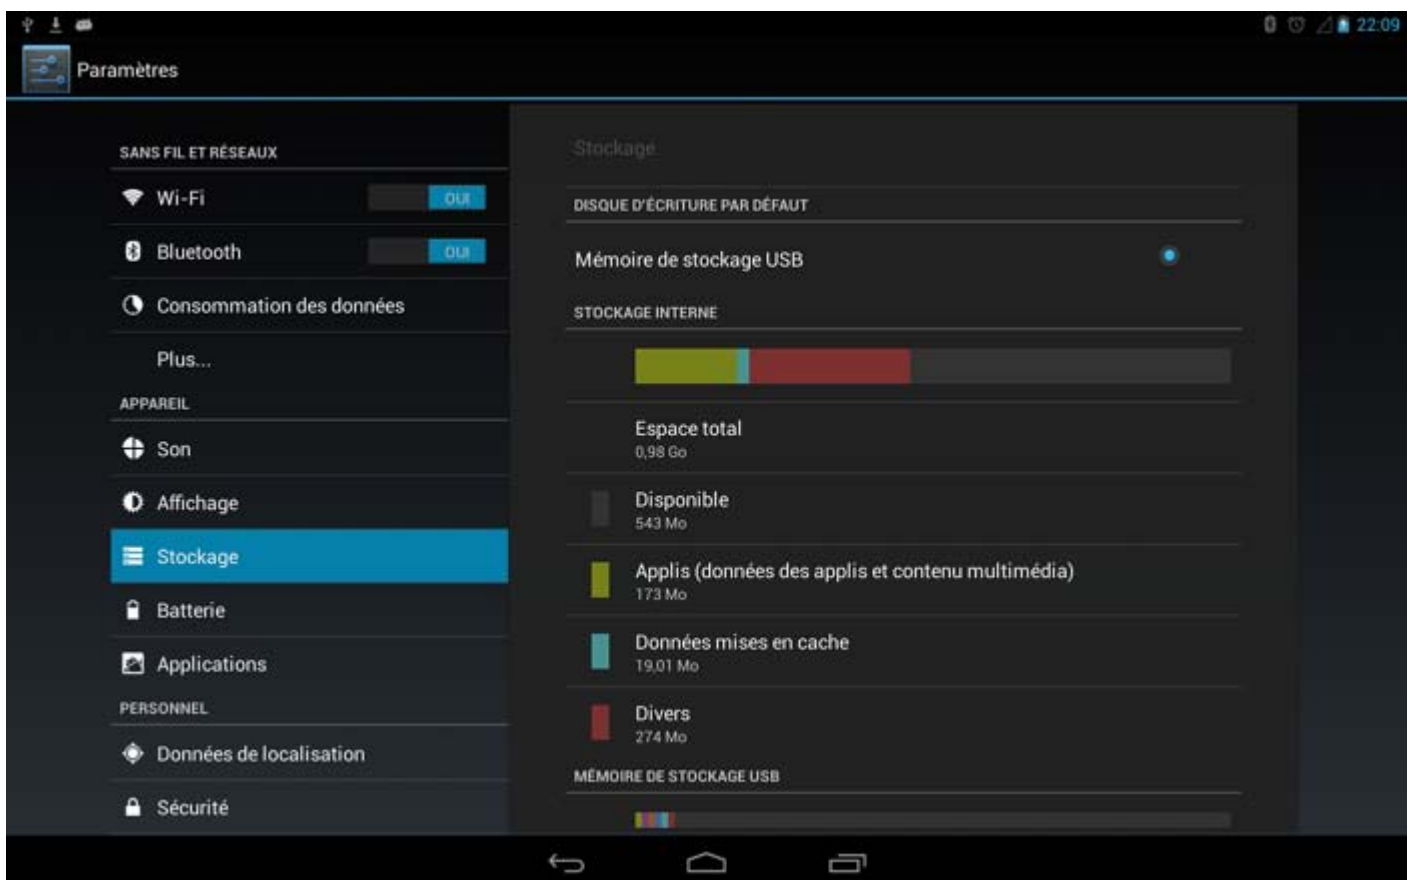 22:09
Paramètres
SANS FIL ET RÉSEAUX
Wi-Fi
OUI
Bluetooth
OUI
Consommation des données
Plus...
APPAREIL
Son
Affichage
Stockage
Batterie
Applications
PERSONNEL
Données de localisation
Sécurité
Stockage
DISQUE D'ÉCRITURE PAR DÉFAUT
Mémoire de stockage USB
STOCKAGE INTERNE
Espace total
0,98 Go
Disponible
543 Mo
Applis (données des applis et contenu multimédia)
173 Mo
Données mises en cache
19,01 Mo
Divers
274 Mo
MÉMOIRE DE STOCKAGE USB